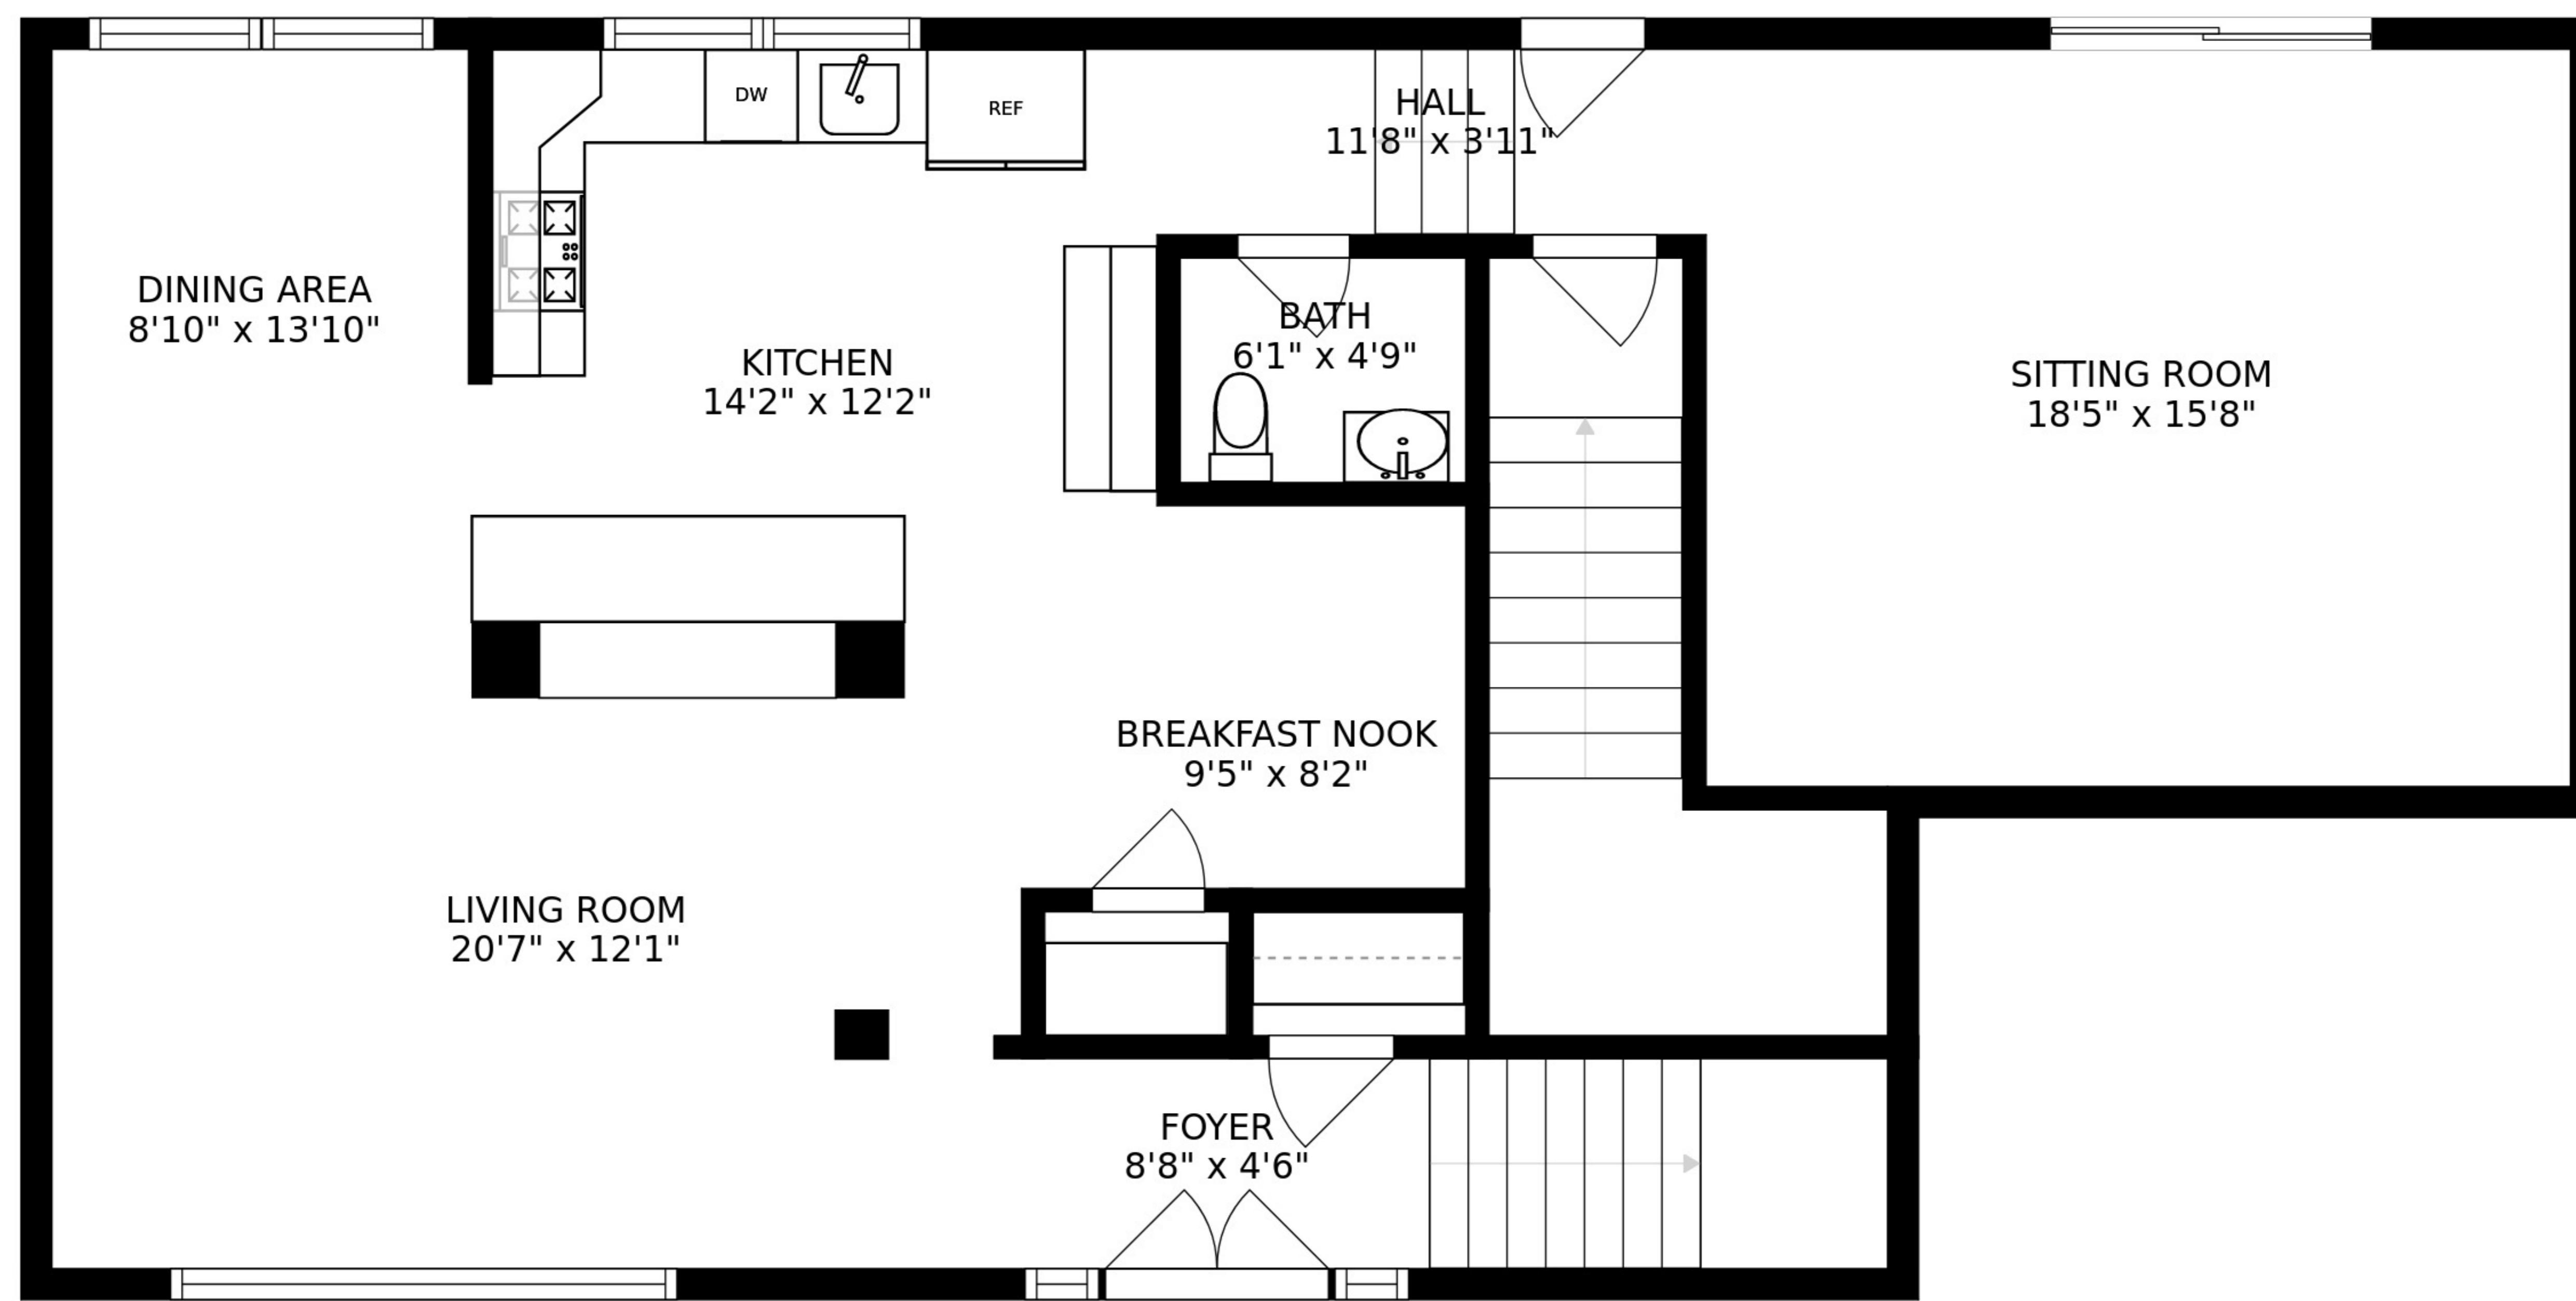 DW
REF
HALL
11'8" x 3'11"
DINING AREA
8'10" x 13'10"
KITCHEN
14'2" x 12'2"
BATH
6'1" x 4'9"
SITTING ROOM
18'5" x 15'8"
BREAKFAST NOOK
9'5" x 8'2"
LIVING ROOM
20'7" x 12'1"
FOYER
8'8" x 4'6"